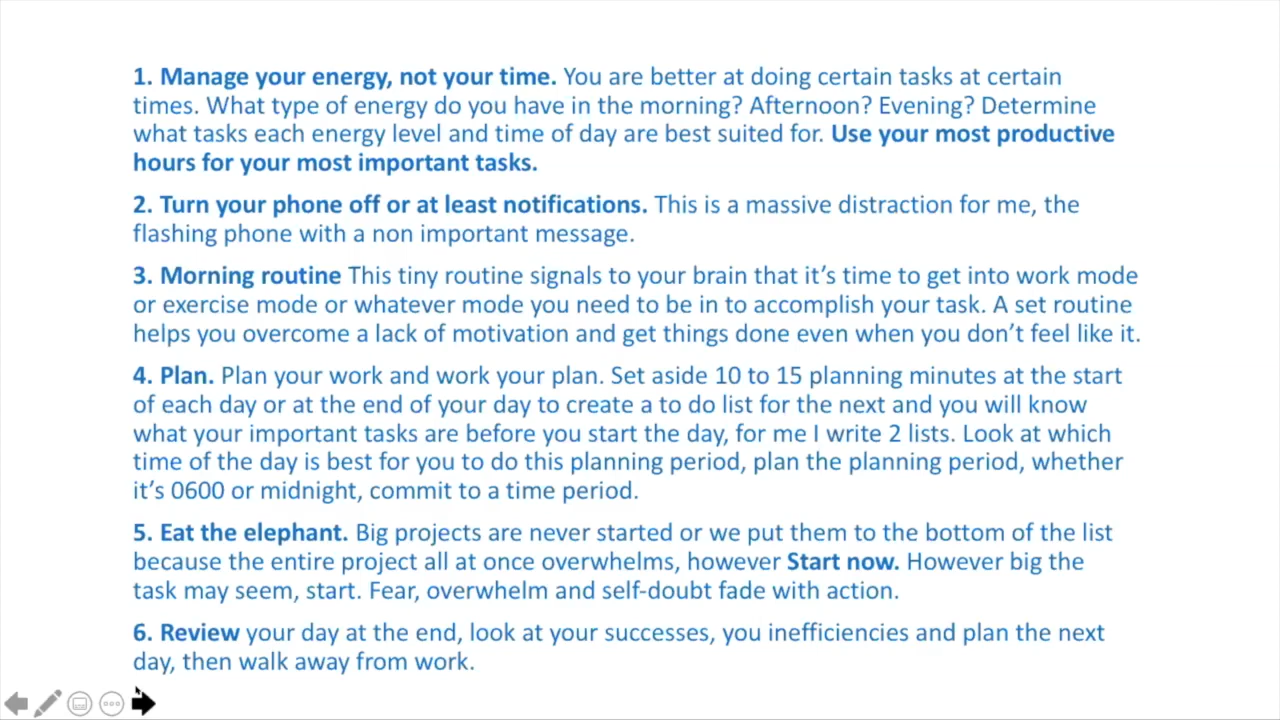 1. Manage your energy, not your time. You are better at doing certain tasks at certain
times. What type of energy do you have in the morning? Afternoon? Evening? Determine
what tasks each energy level and time of day are best suited for. Use your most productive
hours for your most important tasks.
2. Turn your phone off or at least notifications. This is a massive distraction for me, the
flashing phone with a non important message.
3. Morning routine This tiny routine signals to your brain that it’s time to get into work mode
or exercise mode or whatever mode you need to be in to accomplish your task. A set routine
helps you overcome a lack of motivation and get things done even when you don’t feel like it.
4. Plan. Plan your work and work your plan. Set aside 10 to 15 planning minutes at the start
of each day or at the end of your day to create a to do list for the next and you will know
what your important tasks are before you start the day, for me I write 2 lists. Look at which
time of the day is best for you to do this planning period, plan the planning period, whether
it’s 0600 or midnight, commit to a time period.
5. Eat the elephant. Big projects are never started or we put them to the bottom of the list
because the entire project all at once overwhelms, however Start now. However big the
task may seem, start. Fear, overwhelm and self-doubt fade with action.
6. Review your day at the end, look at your successes, you inefficiencies and plan the next
day, then walk away from work.